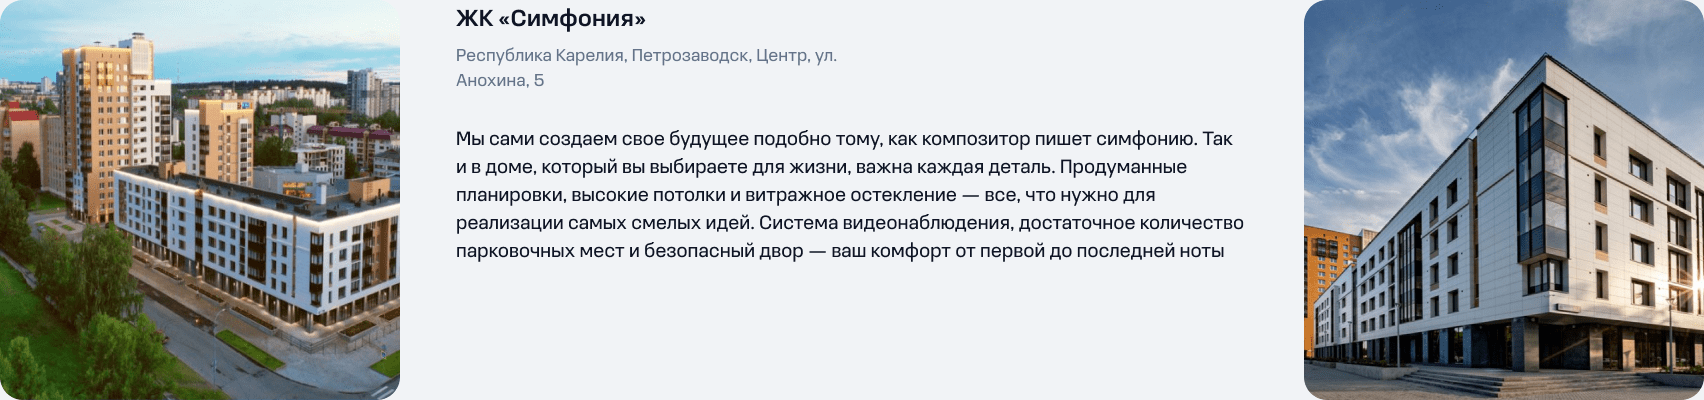 ЖК «Симфония»
Республика Карелия, Петрозаводск, Центр, ул.
Анохина, 5
Мы сами создаем свое будущее подобно тому, как композитор пишет симфонию. Так
и в доме, который вы выбираете для жизни, важна каждая деталь. Продуманные
планировки, высокие потолки и витражное остекление — все, что нужно для
реализации самых смелых идей. Система видеонаблюдения, достаточное количество
парковочных мест и безопасный двор — ваш комфорт от первой до последней ноты